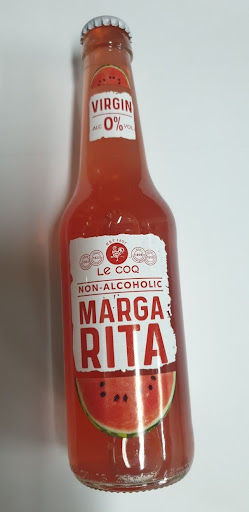 VIRGIN
ALC 0% VOL
LE COQ
NON-ALCOHOLIC
MARGA
RITA